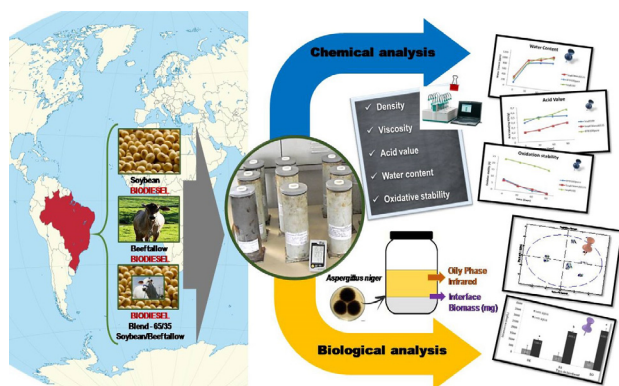 Soybean
BIODIESEL
Beef tallow
BIODIESEL
BIODIESEL
Blend - 65/35
Soybean/Beef tallow
Chemical analysis
✓ Density
✓ Viscosity
✓ Acid value
✓ Water content
✓ Oxidative stability
Water Content
Acid Value
Oxidation stability
Aspergillus niger
Oily Phase
Infrared
Interface
Biomass (mg)
Biological analysis